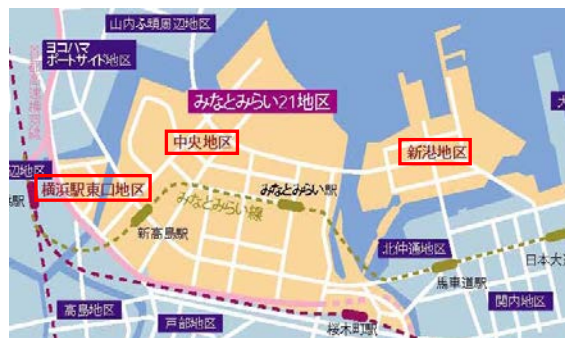 山内ふ頭周辺地区
ヨコハマ
ポートサイド地区
みなとみらい21地区
中央地区
新港地区
辺地区
横浜駅東口地区
みなとみらい駅
みなとみらい線
新高島駅
北仲通地区
日本大
馬車道駅
高島地区
戸部地区
桜木町駅
関内地区